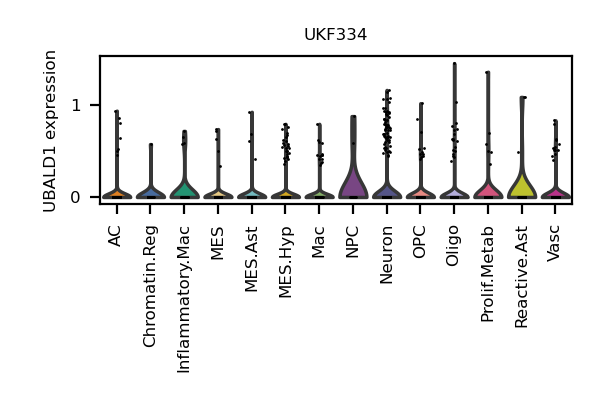 UKF334
UBALD1 expression
1
0
AC
Chromatin.Reg
Inflammatory.Mac
MES
MES.Ast
MES.Hyp
Mac
NPC
Neuron
OPC
Oligo
Prolif.Metab
Reactive.Ast
Vasc